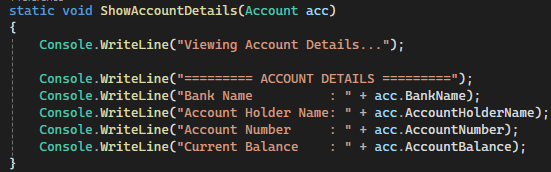 static void ShowAccountDetails(Account acc)
{
    Console.WriteLine("Viewing Account Details...");

    Console.WriteLine("========= ACCOUNT DETAILS =========");
    Console.WriteLine("Bank Name          : " + acc.BankName);
    Console.WriteLine("Account Holder Name: " + acc.AccountHolderName);
    Console.WriteLine("Account Number     : " + acc.AccountNumber);
    Console.WriteLine("Current Balance    : " + acc.AccountBalance);
}